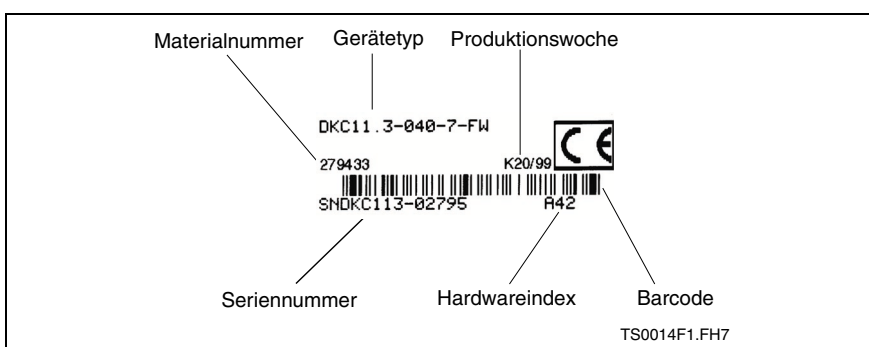 Materialnummer Gerätetyp Produktionswoche
DKC11.3-040-7-FW
CE
279433 K20/99
SNDKC113-02795 A42
Seriennummer Hardwareindex Barcode
TS0014F1.FH7